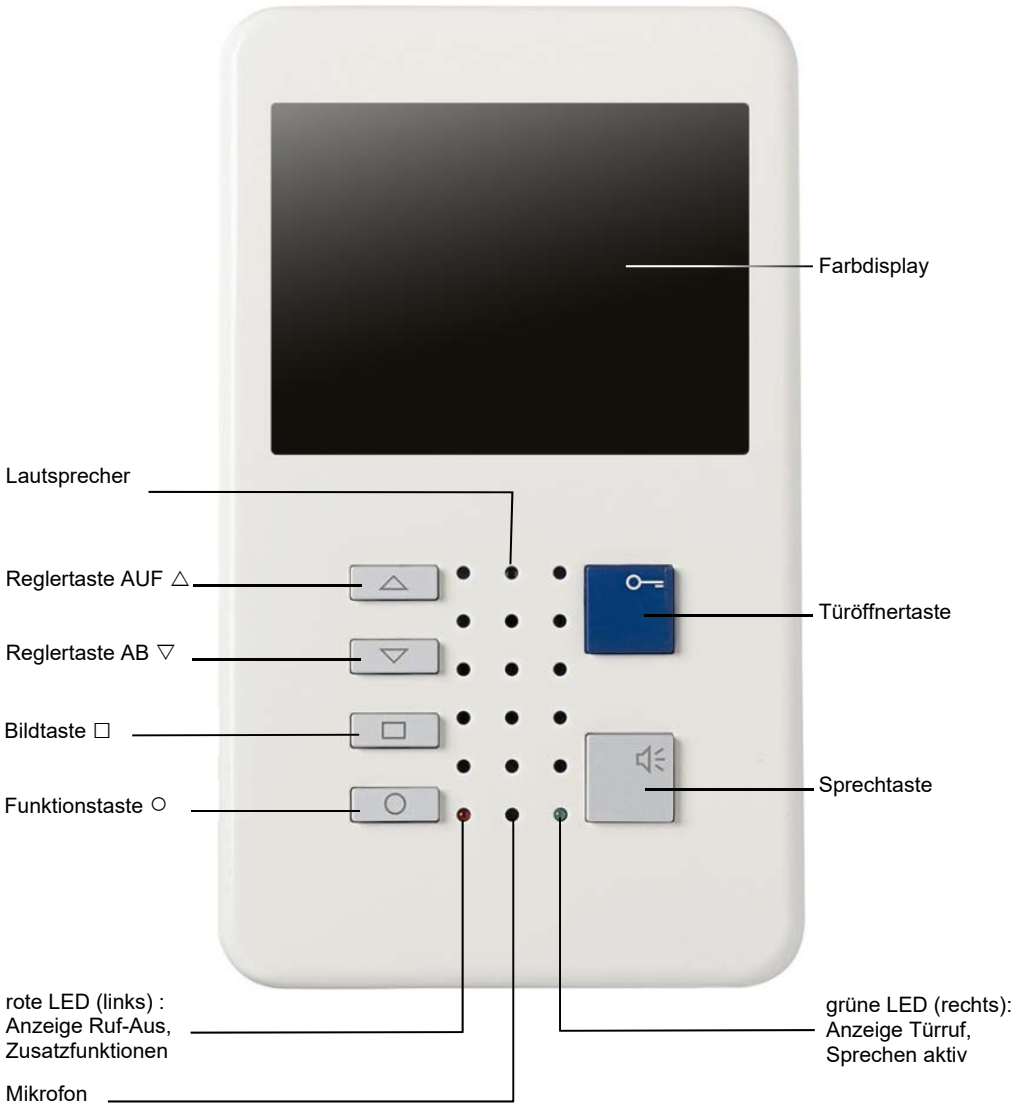 Farbdisplay
Lautsprecher
Reglertaste AUF △
Türöffnertaste
Reglertaste AB ▽
Bildtaste □
Sprechtaste
Funktionstaste ○
rote LED (links) :
Anzeige Ruf-Aus,
Zusatzfunktionen
grüne LED (rechts):
Anzeige Türruf,
Sprechen aktiv
Mikrofon